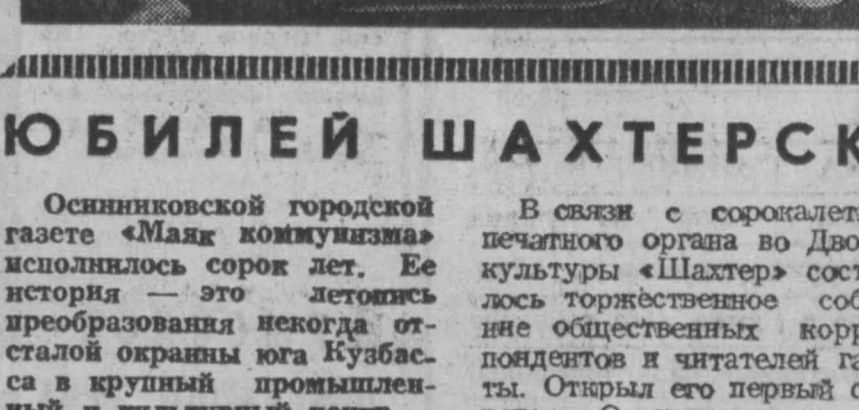 ЮБИЛЕЙ ШАХТЕРСК
Осинниковской городской
газете «Маяк коммунизма»
исполнилось сорок лет. Ее
история — это летопись
преобразования некогда от-
сталой окраины юга Кузбас-
са в крупный промышлен-
В связи с сорокалет
печатного органа во Дво
культуры «Шахтер» сост
лось торжественное соб
ние общественных корр
пондентов и читателей га
ты. Открыл его первый с